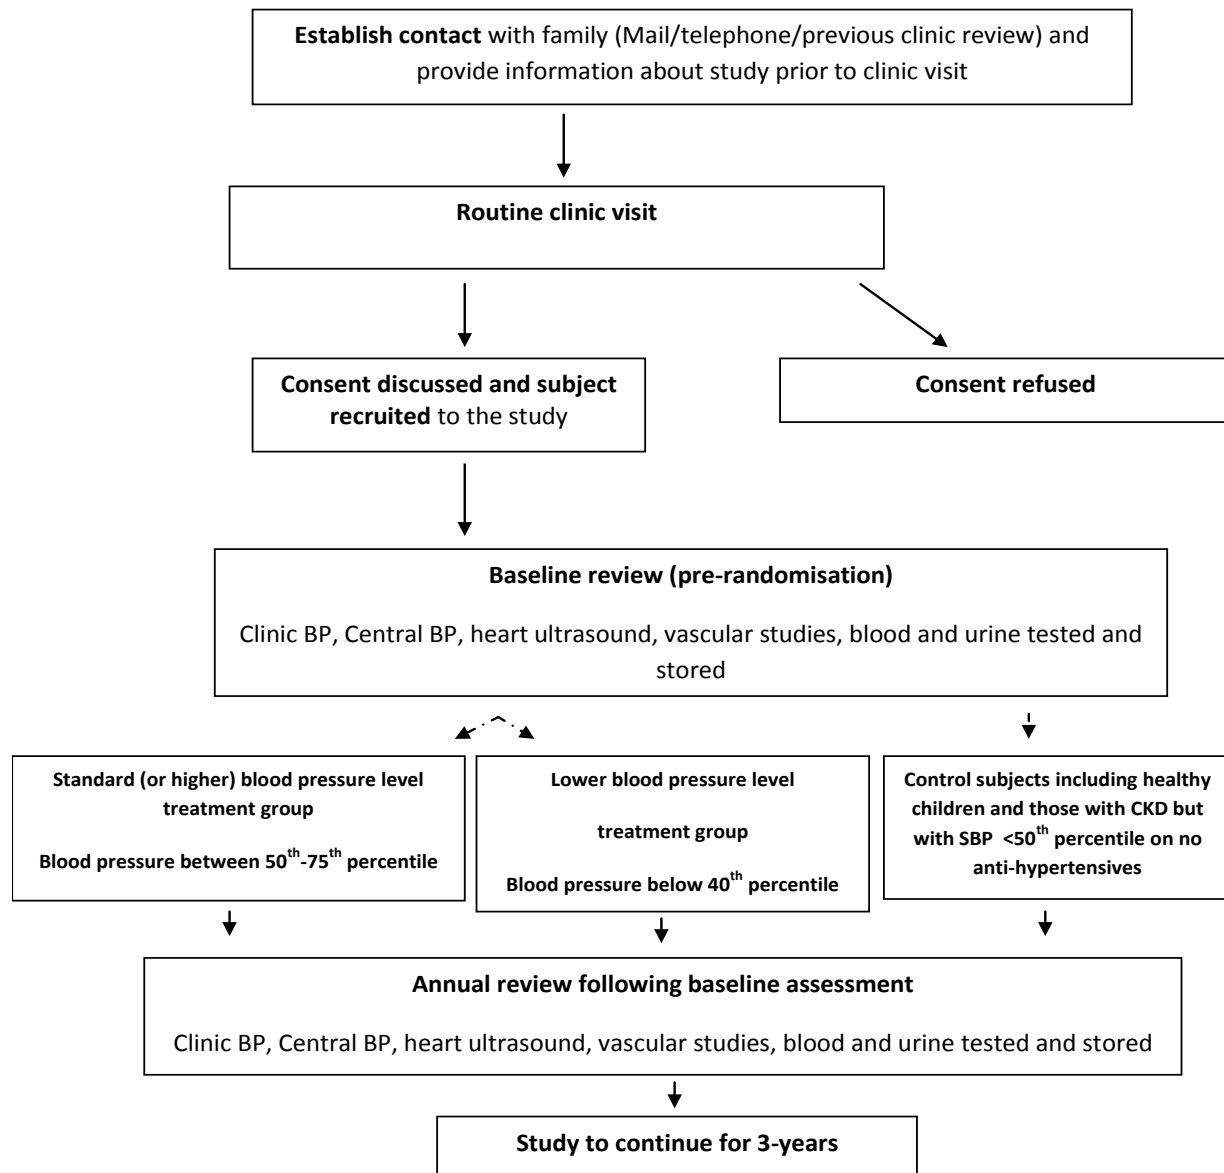 Establish contact with family (Mail/telephone/previous clinic review) and
provide information about study prior to clinic visit
Routine clinic visit
Consent discussed and subject
recruited to the study
Consent refused
Baseline review (pre-randomisation)
Clinic BP, Central BP, heart ultrasound, vascular studies, blood and urine tested and
stored
Standard (or higher) blood pressure level
treatment group
Blood pressure between 50th-75th percentile
Lower blood pressure level
treatment group
Blood pressure below 40th percentile
Control subjects including healthy
children and those with CKD but
with SBP <50th percentile on no
anti-hypertensives
Annual review following baseline assessment
Clinic BP, Central BP, heart ultrasound, vascular studies, blood and urine tested and stored
Study to continue for 3-years